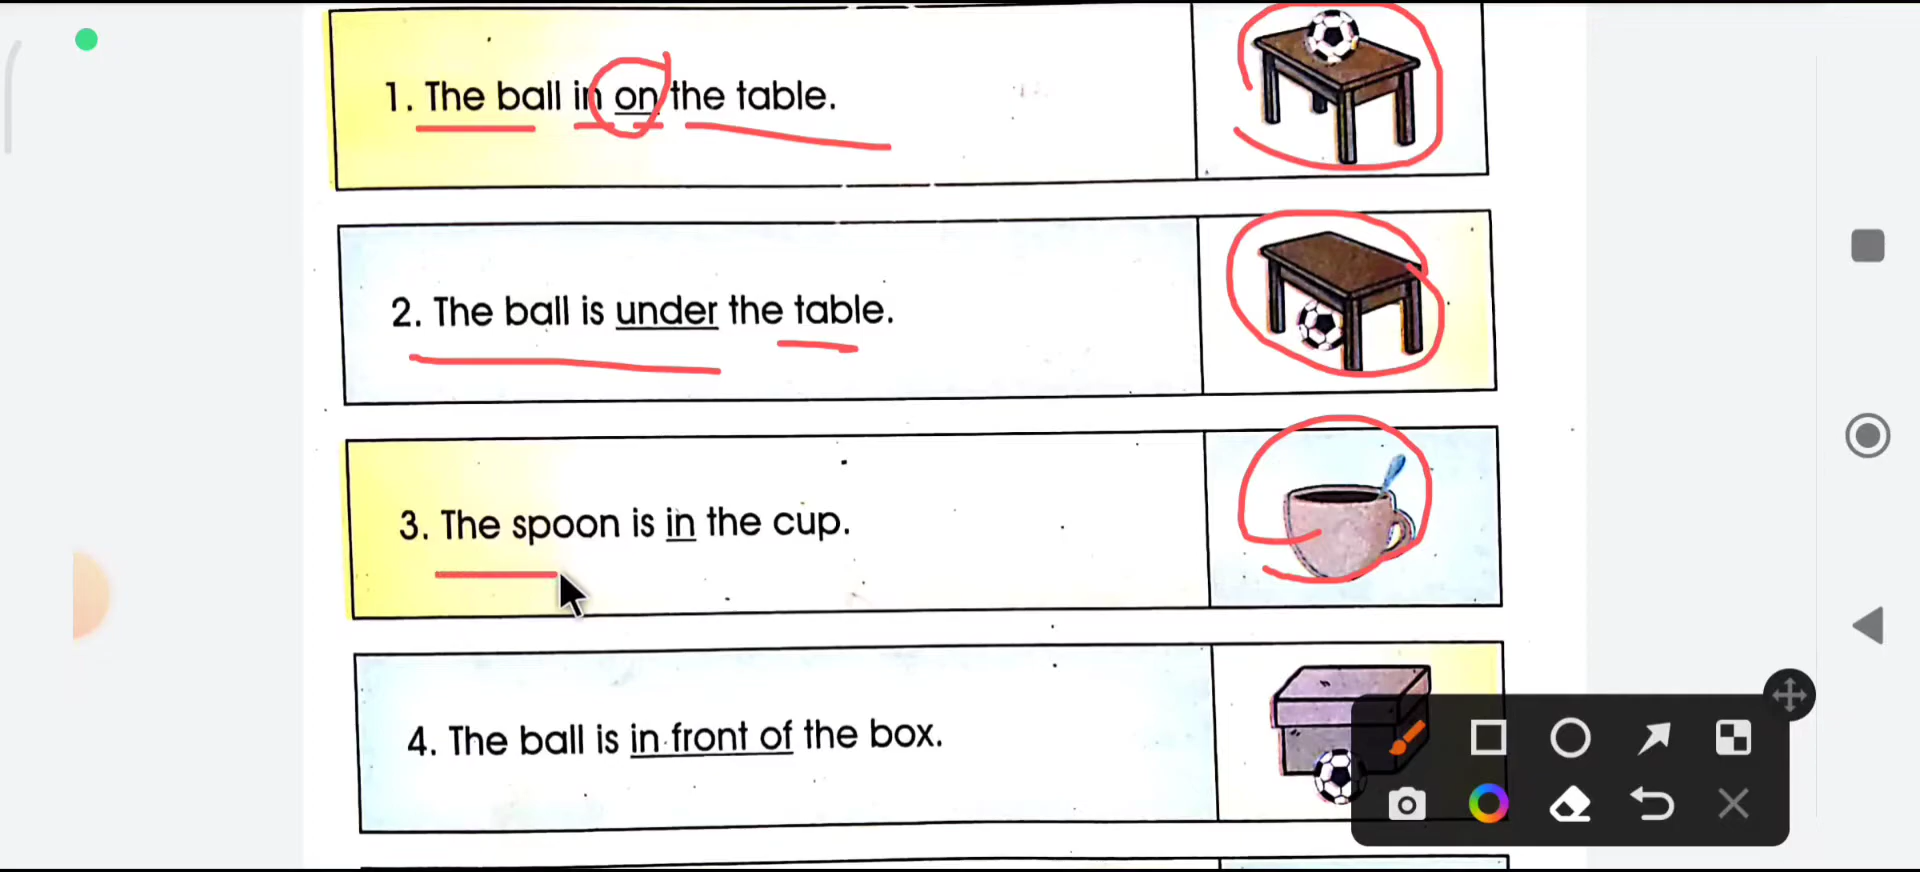 1. The ball in on the table.
2. The ball is under the table.
3. The spoon is in the cup.
4. The ball is in front of the box.